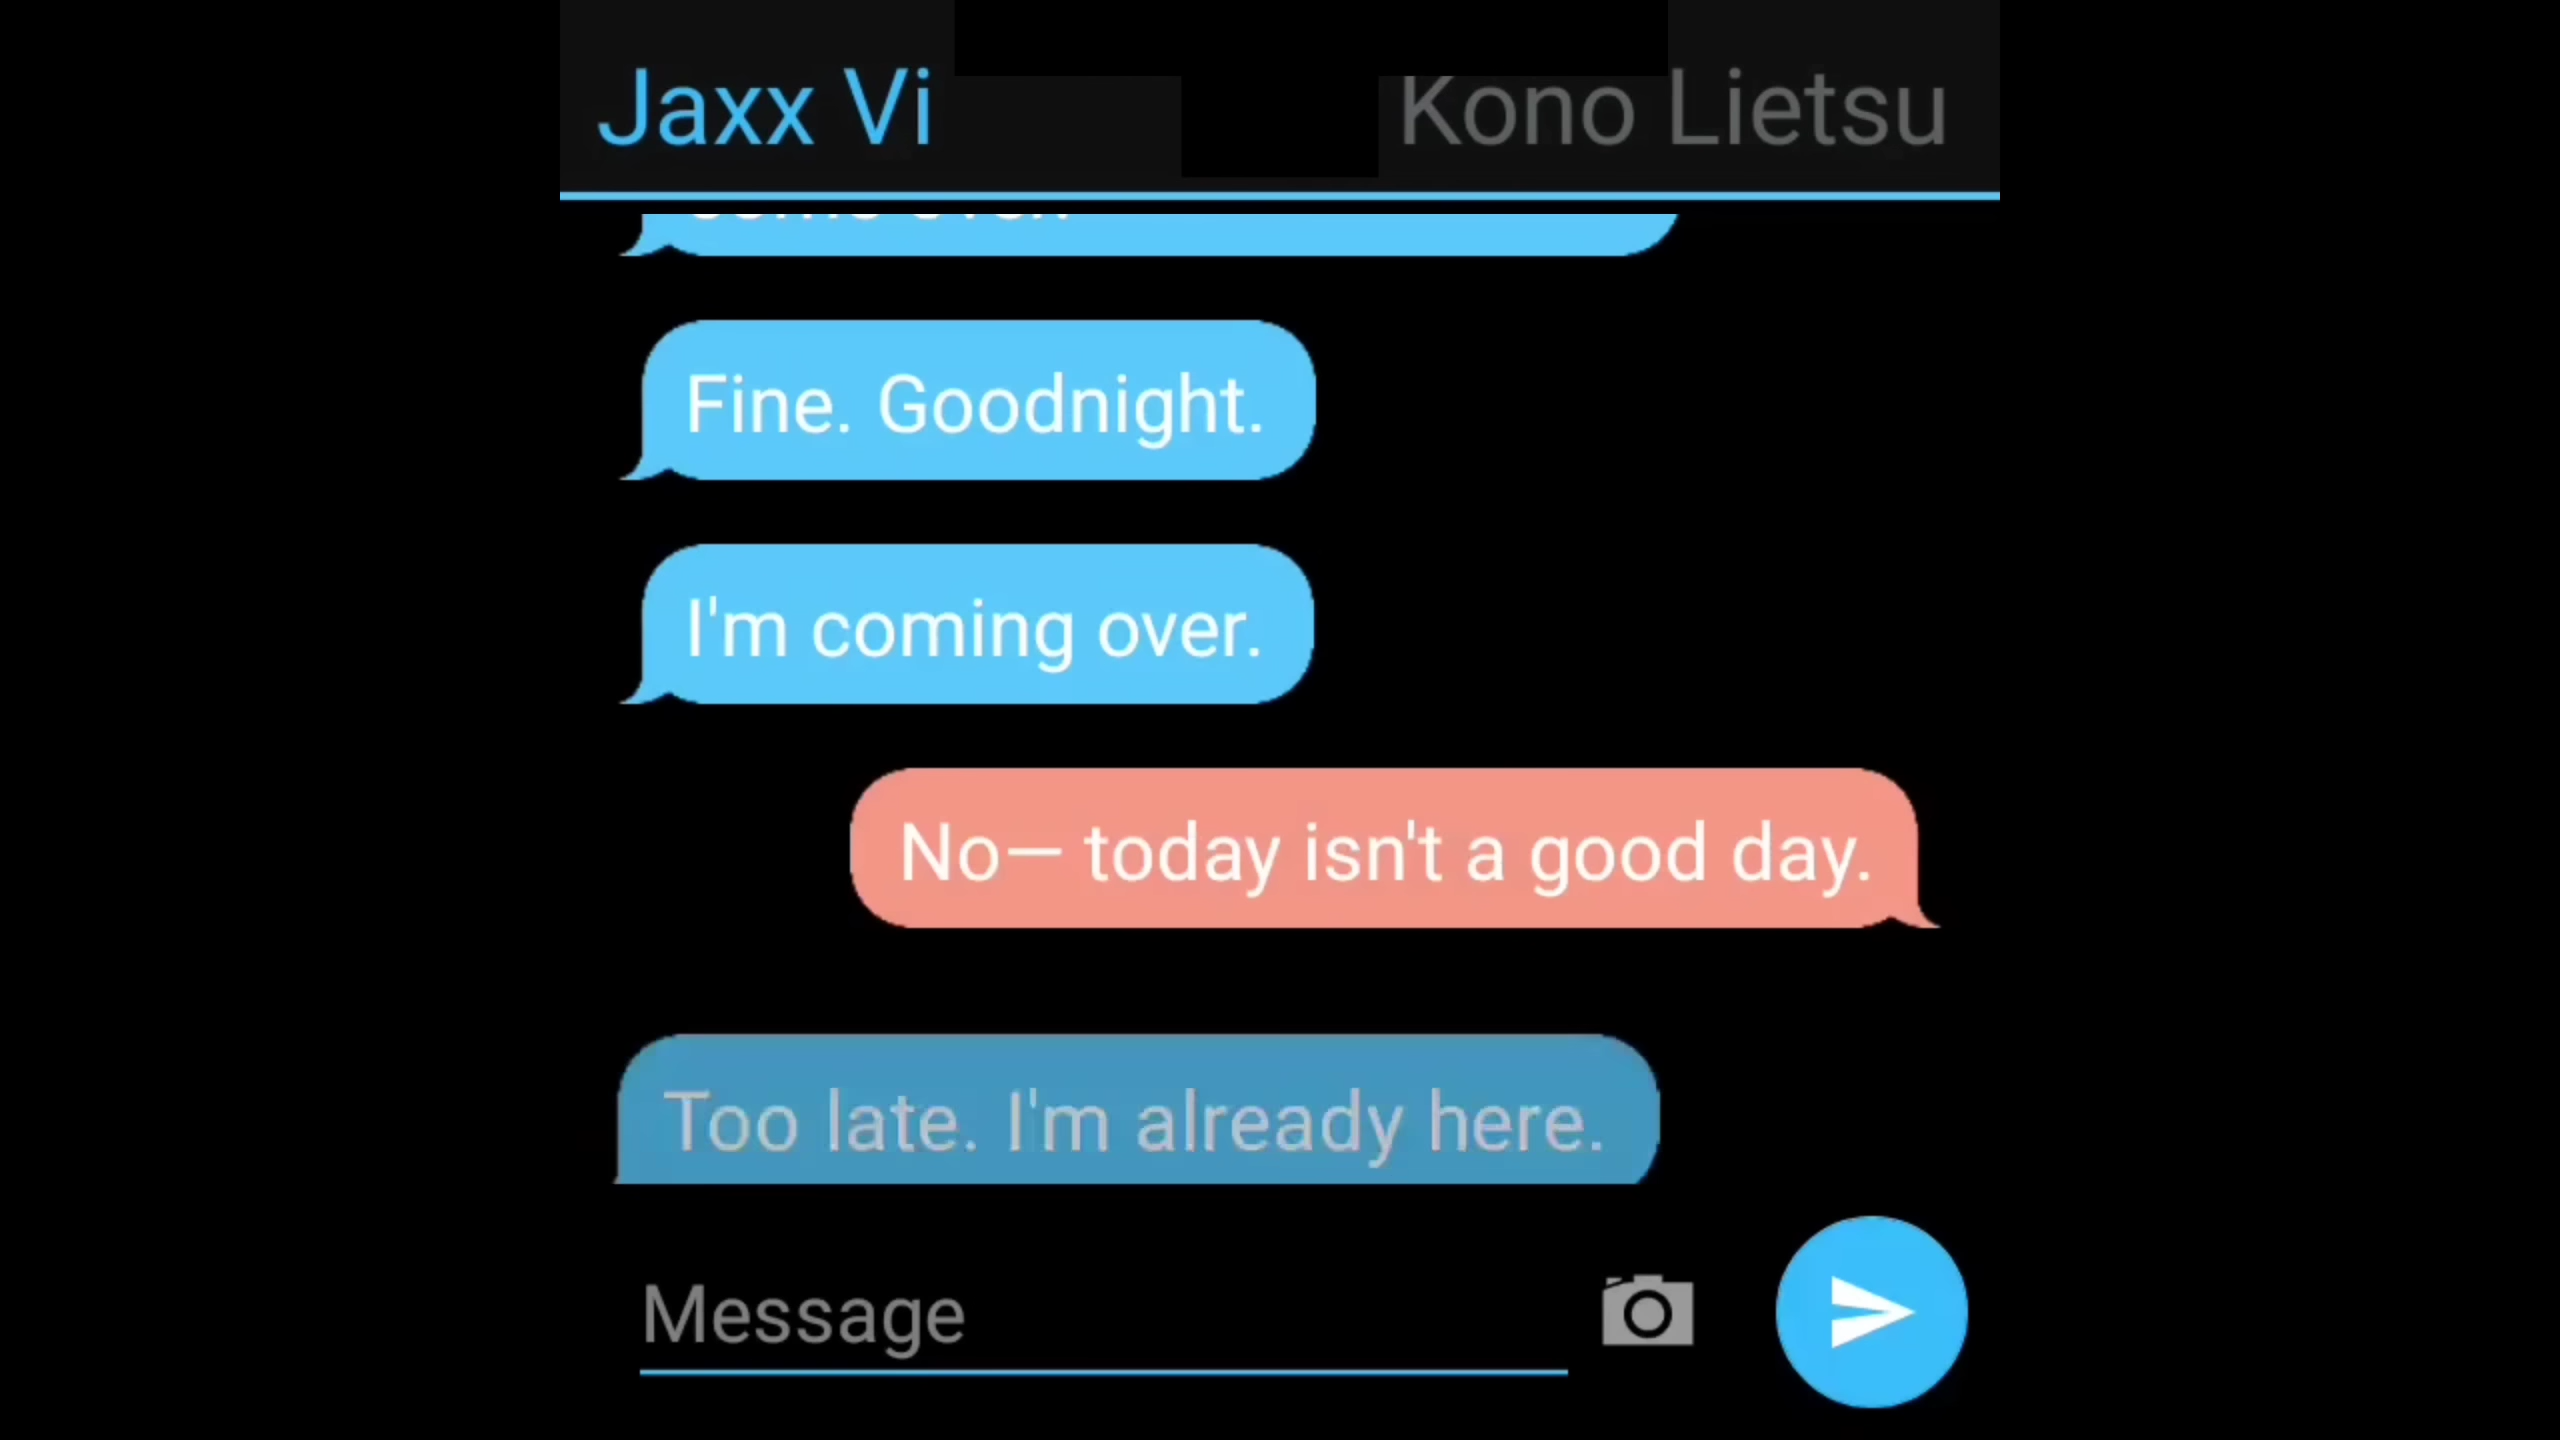 Jaxx Vi
Kono Lietsu
Fine. Goodnight.
I'm coming over.
No— today isn't a good day.
Too late. I'm already here.
Message